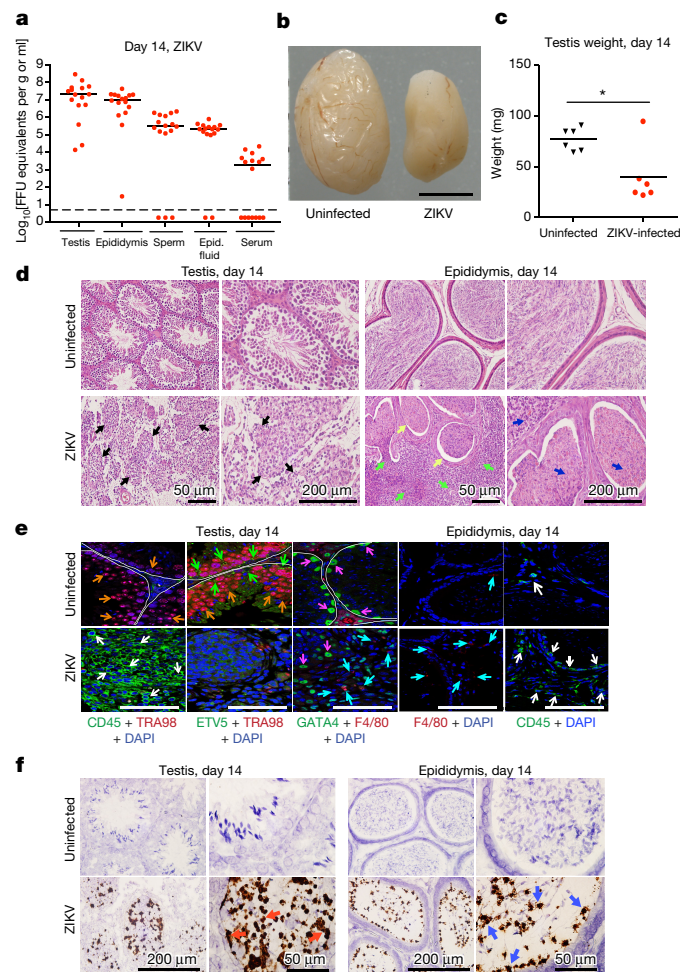 a
Day 14, ZIKV
Log10[FFU equivalents per g or ml]
9
8
7
6
5
4
3
2
1
0
Testis
Epididymis
Sperm
Epid. fluid
Serum
b
Uninfected
ZIKV
c
Testis weight, day 14
*
Weight (mg)
150
100
50
0
Uninfected
ZIKV-infected
d
Testis, day 14
Epididymis, day 14
Uninfected
ZIKV
50 μm
200 μm
50 μm
200 μm
e
Testis, day 14
Epididymis, day 14
Uninfected
ZIKV
CD45 + TRA98
+ DAPI
ETV5 + TRA98
+ DAPI
GATA4 + F4/80
+ DAPI
F4/80 + DAPI
CD45 + DAPI
f
Testis, day 14
Epididymis, day 14
Uninfected
ZIKV
200 μm
50 μm
200 μm
50 μm